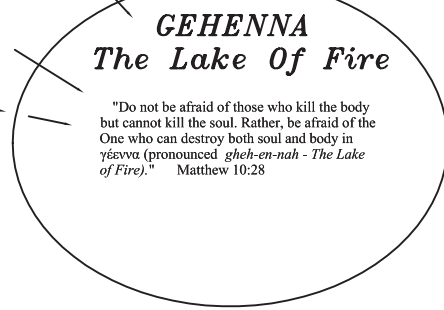 GEHENNA
The Lake Of Fire
"Do not be afraid of those who kill the body
but cannot kill the soul. Rather, be afraid of the
One who can destroy both soul and body in
γέεννα (pronounced gheh-en-nah - The Lake
of Fire)." Matthew 10:28